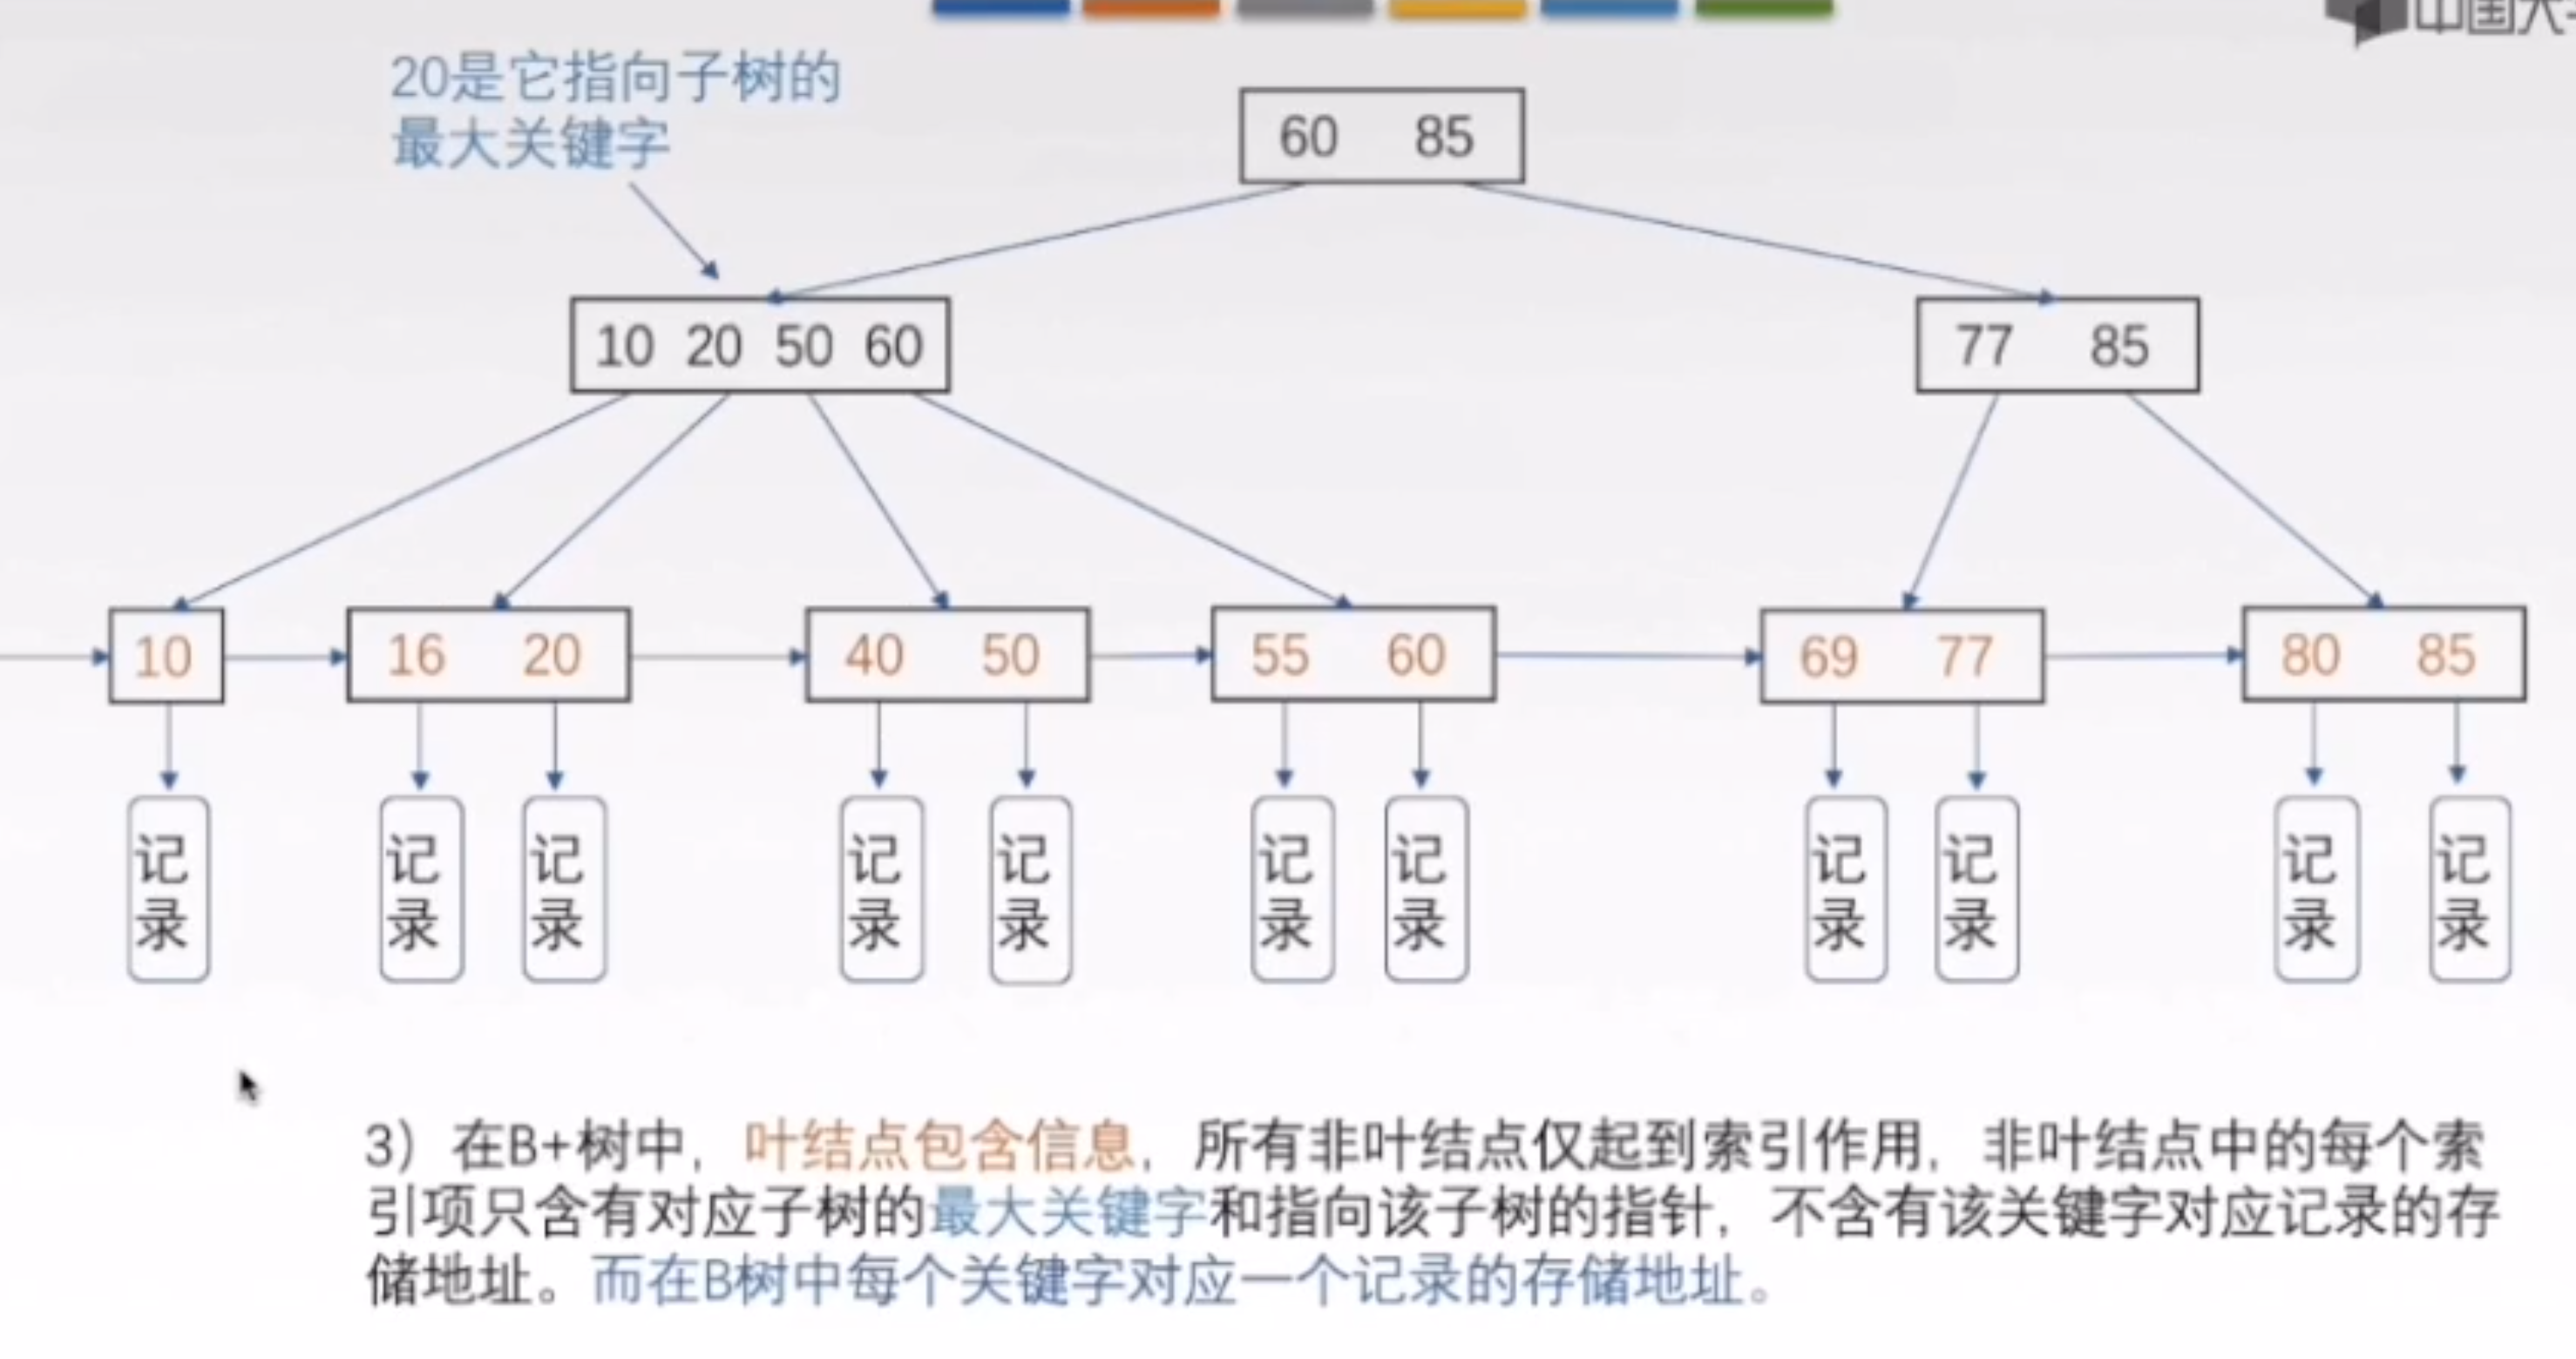 中国大
20是它指向子树的
最大关键字
60 85
10 20 50 60
77 85
10
16 20
40 50
55 60
69 77
80 85
记录
记录
记录
记录
记录
记录
记录
记录
记录
记录
记录
3）在B+树中，叶结点包含信息，所有非叶结点仅起到索引作用，非叶结点中的每个索
引项只含有对应子树的最大关键字和指向该子树的指针，不含有该关键字对应记录的存
储地址。而在B树中每个关键字对应一个记录的存储地址。